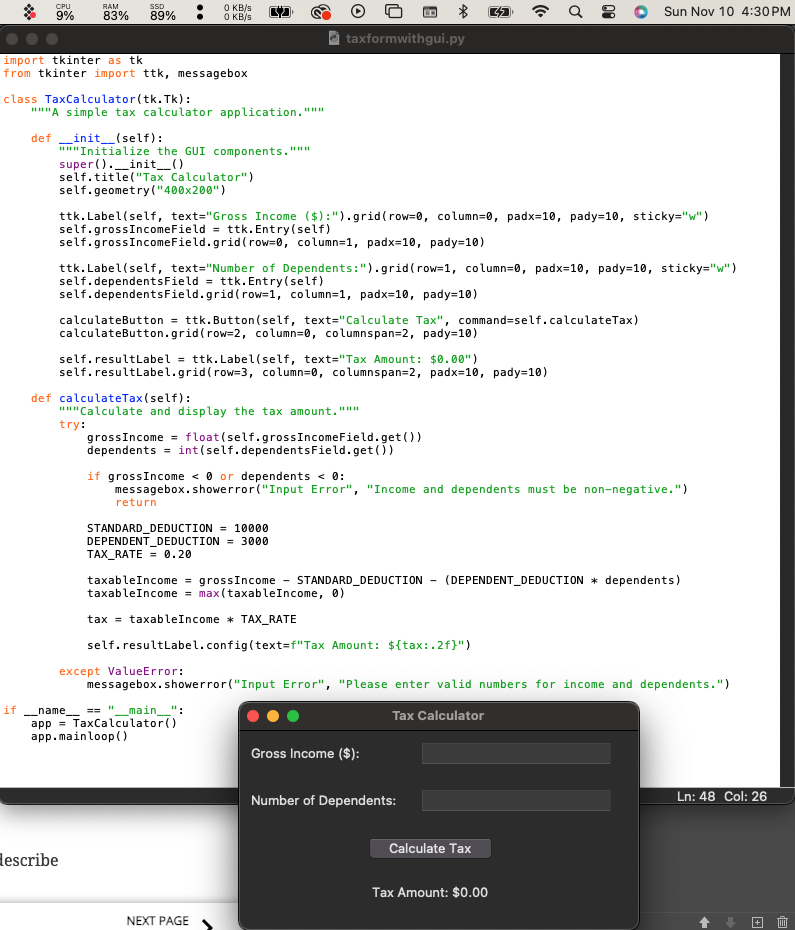 CPU 9% RAM 83% SSD 89% 0 KB/s 0 KB/s Sun Nov 10 4:30 PM
taxformwithgui.py
import tkinter as tk
from tkinter import ttk, messagebox
class TaxCalculator(tk.Tk):
    """A simple tax calculator application."""
    def __init__(self):
        """Initialize the GUI components."""
        super().__init__()
        self.title("Tax Calculator")
        self.geometry("400x200")
        ttk.Label(self, text="Gross Income ($):").grid(row=0, column=0, padx=10, pady=10, sticky="w")
        self.grossIncomeField = ttk.Entry(self)
        self.grossIncomeField.grid(row=0, column=1, padx=10, pady=10)
        ttk.Label(self, text="Number of Dependents:").grid(row=1, column=0, padx=10, pady=10, sticky="w")
        self.dependentsField = ttk.Entry(self)
        self.dependentsField.grid(row=1, column=1, padx=10, pady=10)
        calculateButton = ttk.Button(self, text="Calculate Tax", command=self.calculateTax)
        calculateButton.grid(row=2, column=0, columnspan=2, pady=10)
        self.resultLabel = ttk.Label(self, text="Tax Amount: $0.00")
        self.resultLabel.grid(row=3, column=0, columnspan=2, padx=10, pady=10)
    def calculateTax(self):
        """Calculate and display the tax amount."""
        try:
            grossIncome = float(self.grossIncomeField.get())
            dependents = int(self.dependentsField.get())
            if grossIncome < 0 or dependents < 0:
                messagebox.showerror("Input Error", "Income and dependents must be non-negative.")
                return
            STANDARD_DEDUCTION = 10000
            DEPENDENT_DEDUCTION = 3000
            TAX_RATE = 0.20
            taxableIncome = grossIncome - STANDARD_DEDUCTION - (DEPENDENT_DEDUCTION * dependents)
            taxableIncome = max(taxableIncome, 0)
            tax = taxableIncome * TAX_RATE
            self.resultLabel.config(text=f"Tax Amount: ${tax:.2f}")
        except ValueError:
            messagebox.showerror("Input Error", "Please enter valid numbers for income and dependents.")
if __name__ == "__main__":
    app = TaxCalculator()
    app.mainloop()
Ln: 48 Col: 26
Tax Calculator
Gross Income ($):
Number of Dependents:
Calculate Tax
Tax Amount: $0.00
describe
NEXT PAGE